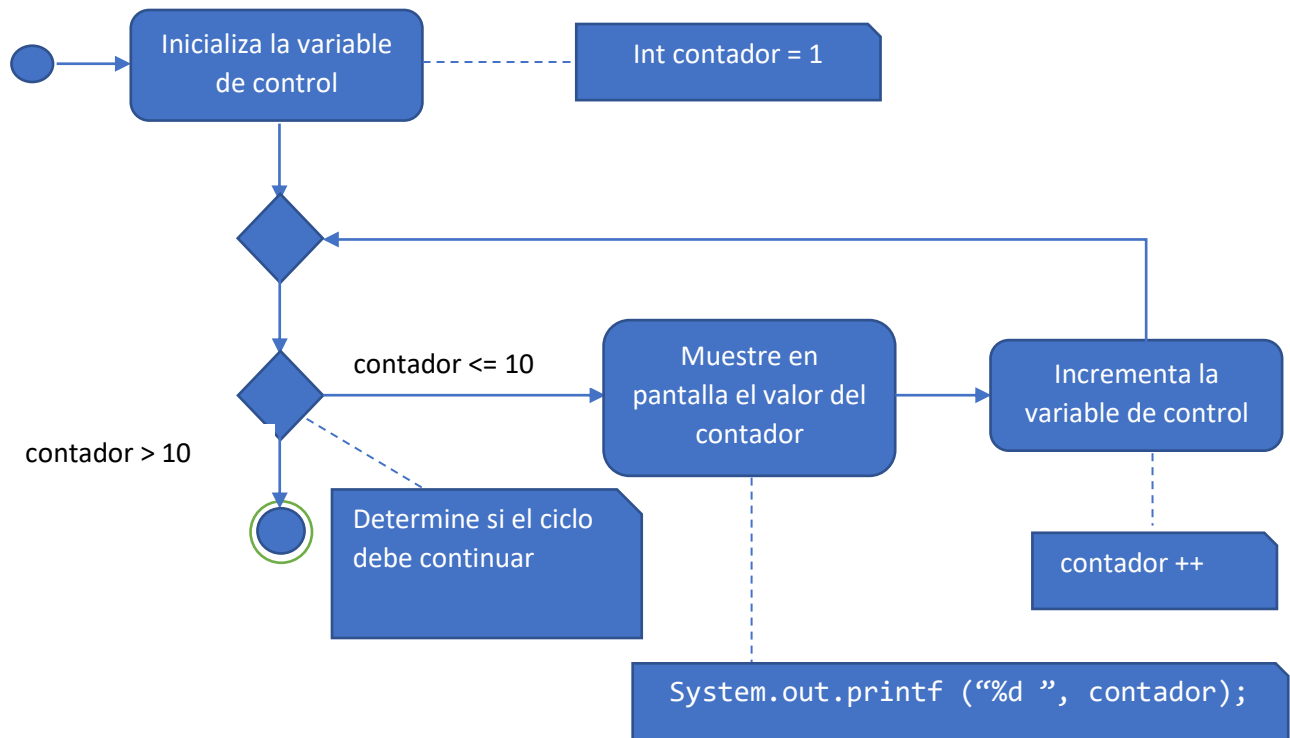 Inicializa la variable
de control
Int contador = 1
contador <= 10
Muestre en
pantalla el valor del
contador
Incrementa la
variable de control
contador > 10
Determine si el ciclo
debe continuar
contador ++
System.out.printf (“%d ”, contador);